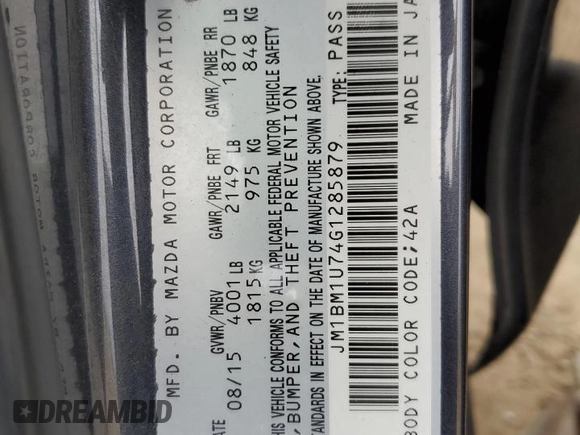 MFD. BY MAZDA MOTOR CORPORATION
GVWR/PNBV GAWR/PNBE FRT GAWR/PNBE RR
08/15 4001 LB 2149 LB 1870 LB
1815 KG 975 KG 848 KG
THIS VEHICLE CONFORMS TO ALL APPLICABLE FEDERAL MOTOR VEHICLE SAFETY
, BUMPER, AND THEFT PREVENTION
STANDARDS IN EFFECT ON THE DATE OF MANUFACTURE SHOWN ABOVE.
JM1BM1U74G1285879 TYPE: PASS
BODY COLOR CODE;42A MADE IN JA
DREAMBID